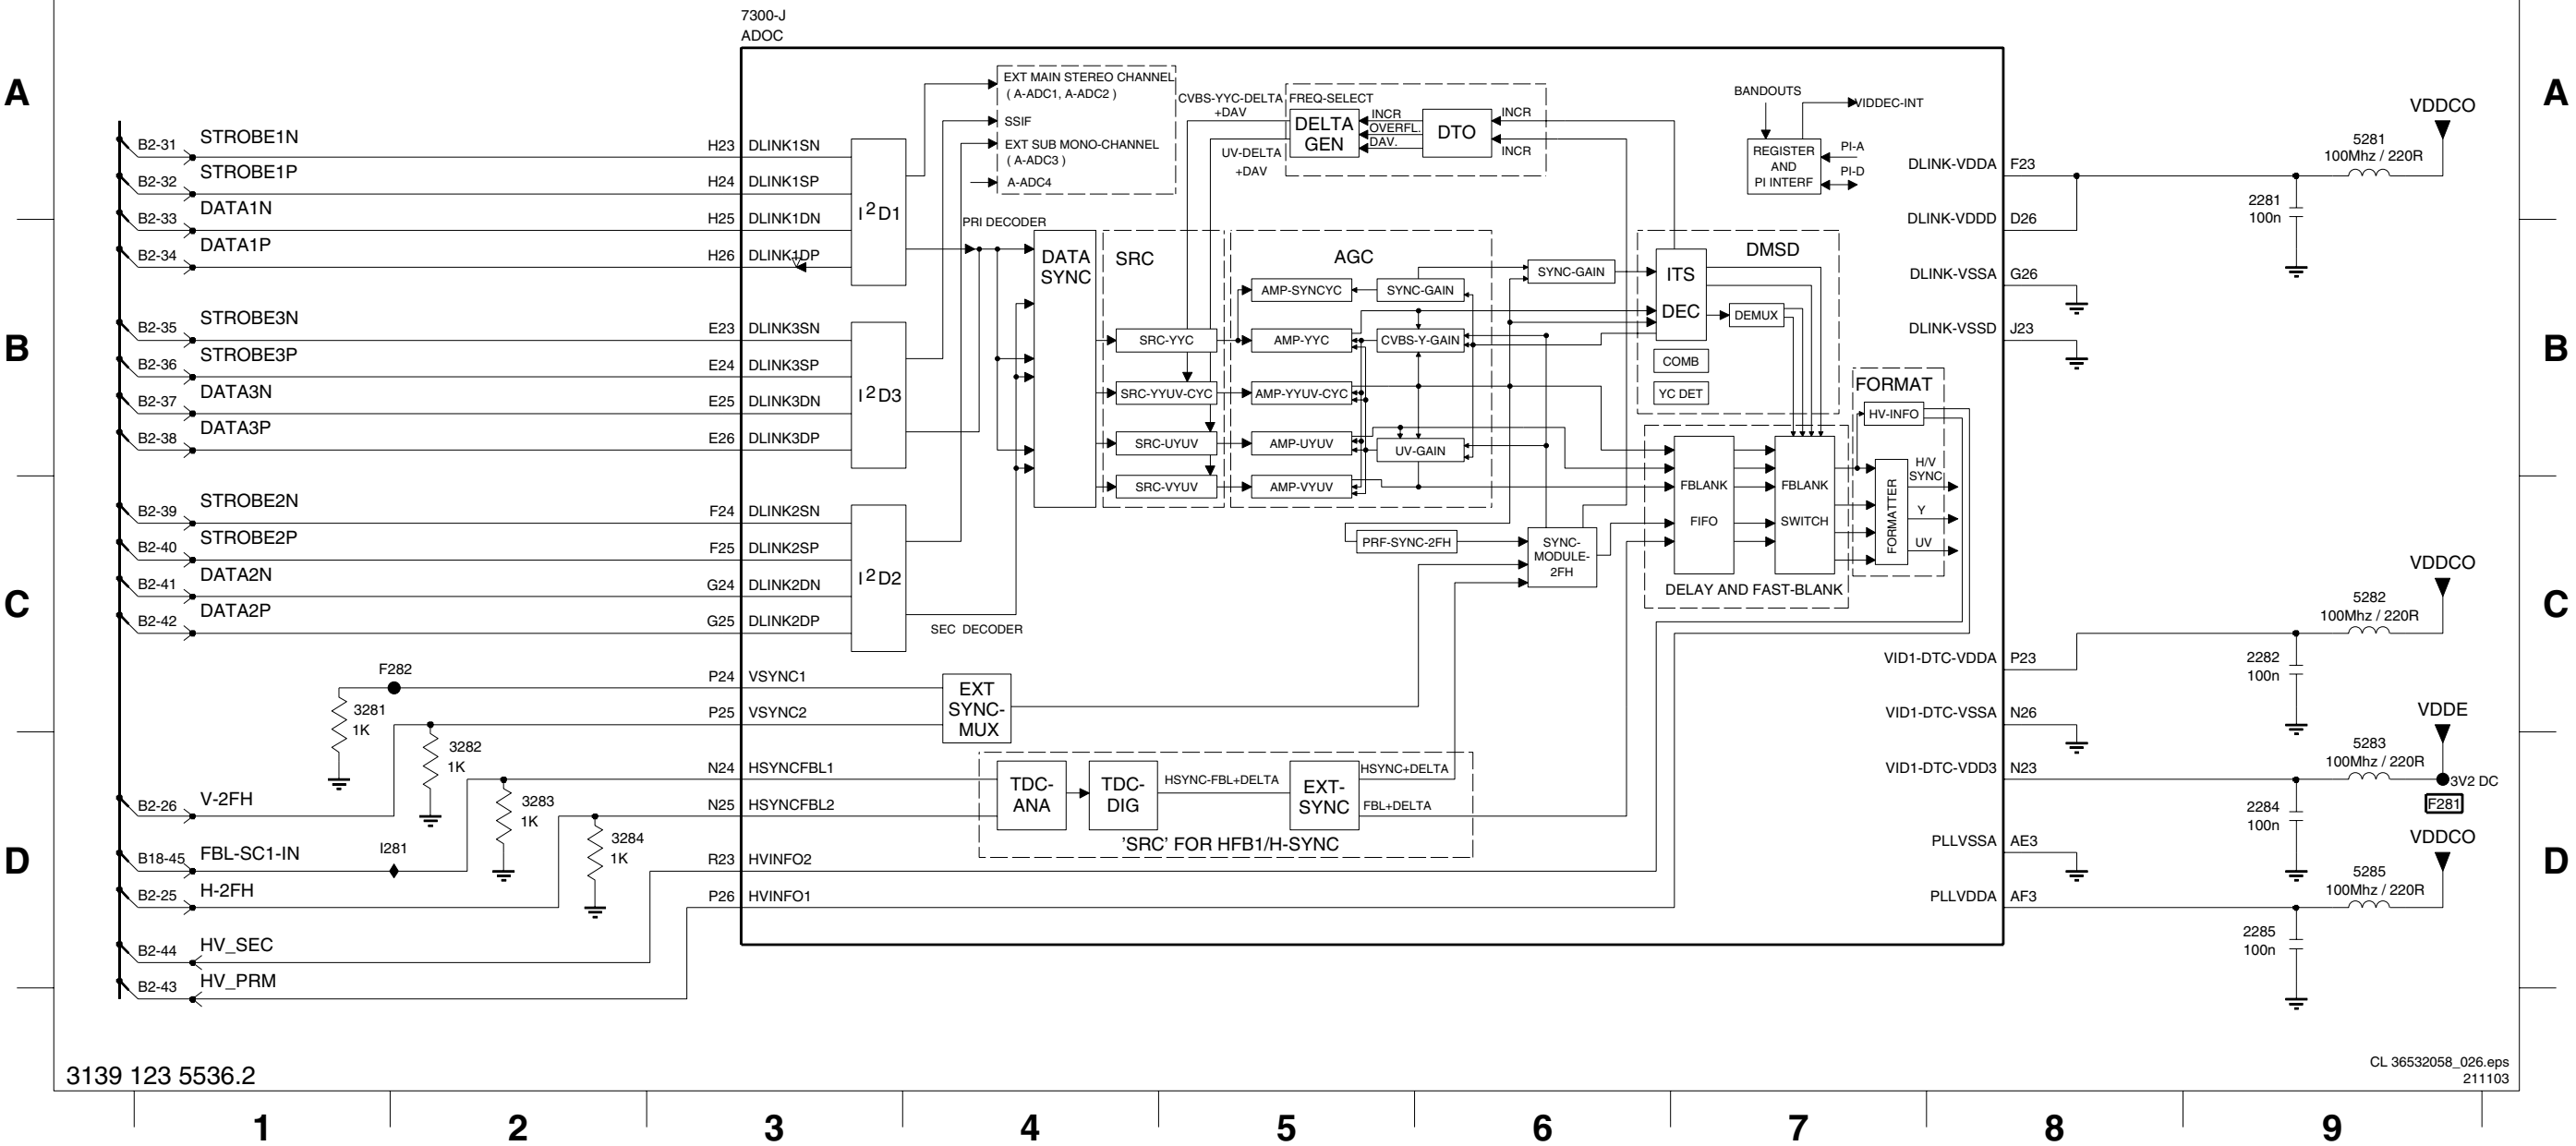 7300-J
ADOC
A
A
B
B
C
C
D
D
B2-31 STROBE1N
B2-32 STROBE1P
B2-33 DATA1N
B2-34 DATA1P
B2-35 STROBE3N
B2-36 STROBE3P
B2-37 DATA3N
B2-38 DATA3P
B2-39 STROBE2N
B2-40 STROBE2P
B2-41 DATA2N
B2-42 DATA2P
F282
3281
1K
3282
1K
3283
1K
3284
1K
B2-26 V-2FH
B18-45 FBL-SC1-IN
I281
B2-25 H-2FH
B2-44 HV_SEC
B2-43 HV_PRM
H23 DLINK1SN
H24 DLINK1SP
H25 DLINK1DN
H26 DLINK1DP
E23 DLINK3SN
E24 DLINK3SP
E25 DLINK3DN
E26 DLINK3DP
F24 DLINK2SN
F25 DLINK2SP
G24 DLINK2DN
G25 DLINK2DP
P24 VSYNC1
P25 VSYNC2
N24 HSYNCFBL1
N25 HSYNCFBL2
R23 HVINFO2
P26 HVINFO1
I2D1
I2D3
I2D2
EXT MAIN STEREO CHANNEL
( A-ADC1, A-ADC2 )
SSIF
EXT SUB MONO-CHANNEL
( A-ADC3 )
A-ADC4
PRI DECODER
SEC DECODER
DATA
SYNC
SRC
SRC-YYC
SRC-YYUV-CYC
SRC-UYUV
SRC-VYUV
CVBS-YYC-DELTA
+DAV
UV-DELTA
+DAV
FREQ-SELECT
DELTA
GEN
INCR
OVERFL.
DAV.
DTO
INCR
INCR
AGC
AMP-SYNCYC
SYNC-GAIN
AMP-YYC
CVBS-Y-GAIN
AMP-YYUV-CYC
AMP-UYUV
UV-GAIN
AMP-VYUV
SYNC-GAIN
PRF-SYNC-2FH
SYNC-
MODULE-
2FH
BANDOUTS
VIDDEC-INT
REGISTER
AND
PI INTERF
PI-A
PI-D
DMSD
ITS
DEC
DEMUX
COMB
YC DET
FORMAT
HV-INFO
FORMATTER
H/V
SYNC
Y
UV
FBLANK
FIFO
FBLANK
SWITCH
DELAY AND FAST-BLANK
EXT
SYNC-
MUX
TDC-
ANA
TDC-
DIG
HSYNC-FBL+DELTA
EXT-
SYNC
HSYNC+DELTA
FBL+DELTA
'SRC' FOR HFB1/H-SYNC
DLINK-VDDA F23
DLINK-VDDD D26
DLINK-VSSA G26
DLINK-VSSD J23
VID1-DTC-VDDA P23
VID1-DTC-VSSA N26
VID1-DTC-VDD3 N23
PLLVSSA AE3
PLLVDDA AF3
VDDCO
5281
100Mhz / 220R
2281
100n
VDDCO
5282
100Mhz / 220R
2282
100n
VDDE
5283
100Mhz / 220R
3V2 DC
F281
2284
100n
VDDCO
5285
100Mhz / 220R
2285
100n
3139 123 5536.2
CL 36532058_026.eps
211103
1 2 3 4 5 6 7 8 9